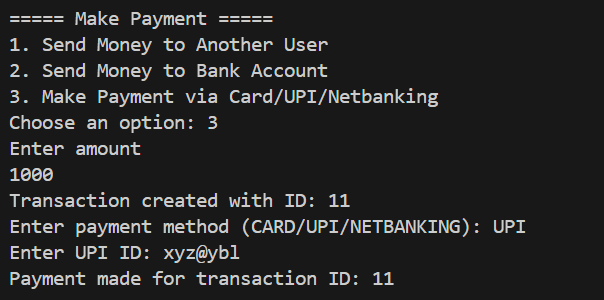 ===== Make Payment =====
1. Send Money to Another User
2. Send Money to Bank Account
3. Make Payment via Card/UPI/Netbanking
Choose an option: 3
Enter amount
1000
Transaction created with ID: 11
Enter payment method (CARD/UPI/NETBANKING): UPI
Enter UPI ID: xyz@ybl
Payment made for transaction ID: 11